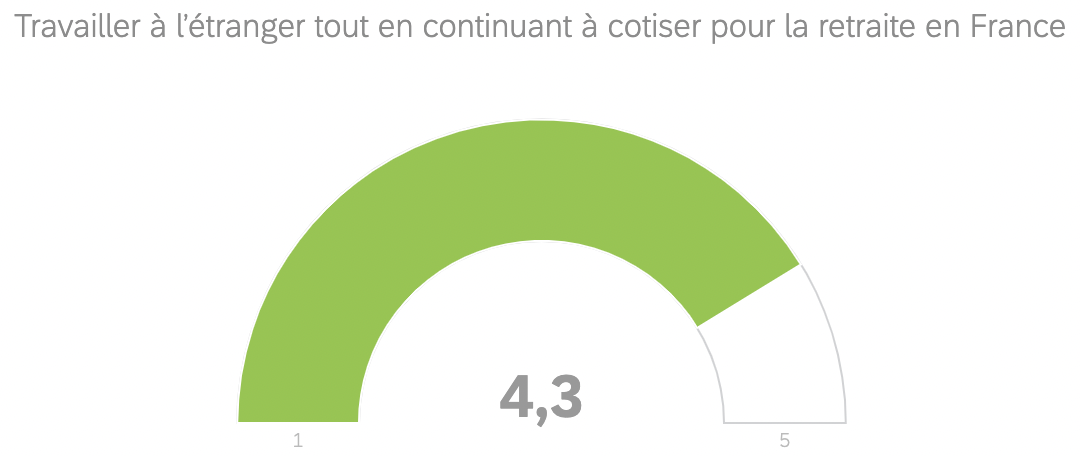 Travailler à l’étranger tout en continuant à cotiser pour la retraite en France
4,3
1
5